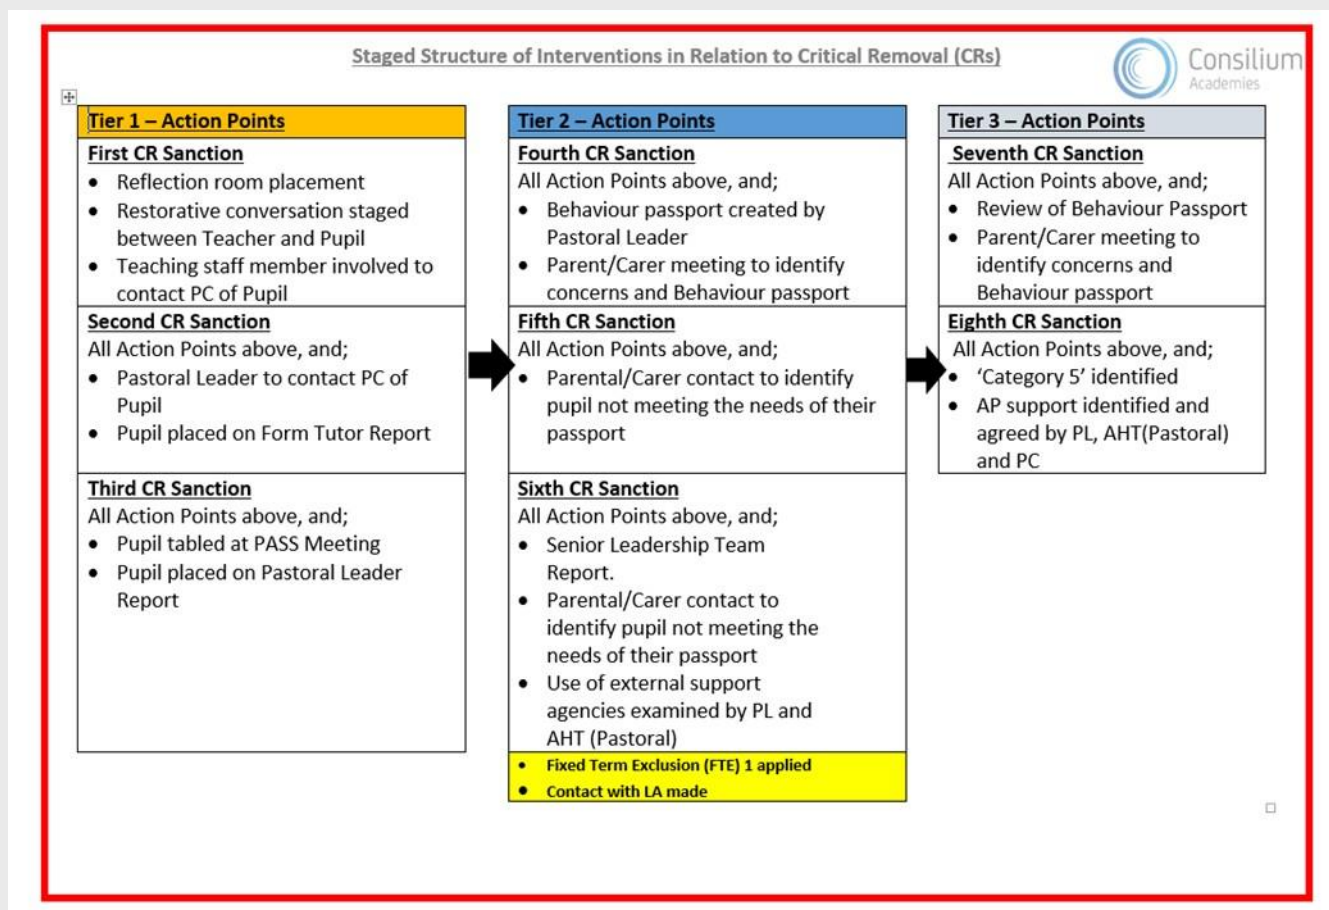 Staged Structure of Interventions in Relation to Critical Removal (CRs)
Consilium
Academies
Tier 1 – Action Points
First CR Sanction
• Reflection room placement
• Restorative conversation staged
between Teacher and Pupil
• Teaching staff member involved to
contact PC of Pupil
Second CR Sanction
All Action Points above, and;
• Pastoral Leader to contact PC of
Pupil
• Pupil placed on Form Tutor Report
Third CR Sanction
All Action Points above, and;
• Pupil tabled at PASS Meeting
• Pupil placed on Pastoral Leader
Report
Tier 2 – Action Points
Fourth CR Sanction
All Action Points above, and;
• Behaviour passport created by
Pastoral Leader
• Parent/Carer meeting to identify
concerns and Behaviour passport
Fifth CR Sanction
All Action Points above, and;
• Parental/Carer contact to identify
pupil not meeting the needs of their
passport
Sixth CR Sanction
All Action Points above, and;
• Senior Leadership Team
Report.
• Parental/Carer contact to
identify pupil not meeting the
needs of their passport
• Use of external support
agencies examined by PL and
AHT (Pastoral)
• Fixed Term Exclusion (FTE) 1 applied
• Contact with LA made
Tier 3 – Action Points
Seventh CR Sanction
All Action Points above, and;
• Review of Behaviour Passport
• Parent/Carer meeting to
identify concerns and
Behaviour passport
Eighth CR Sanction
All Action Points above, and;
• ‘Category 5’ identified
• AP support identified and
agreed by PL, AHT(Pastoral)
and PC